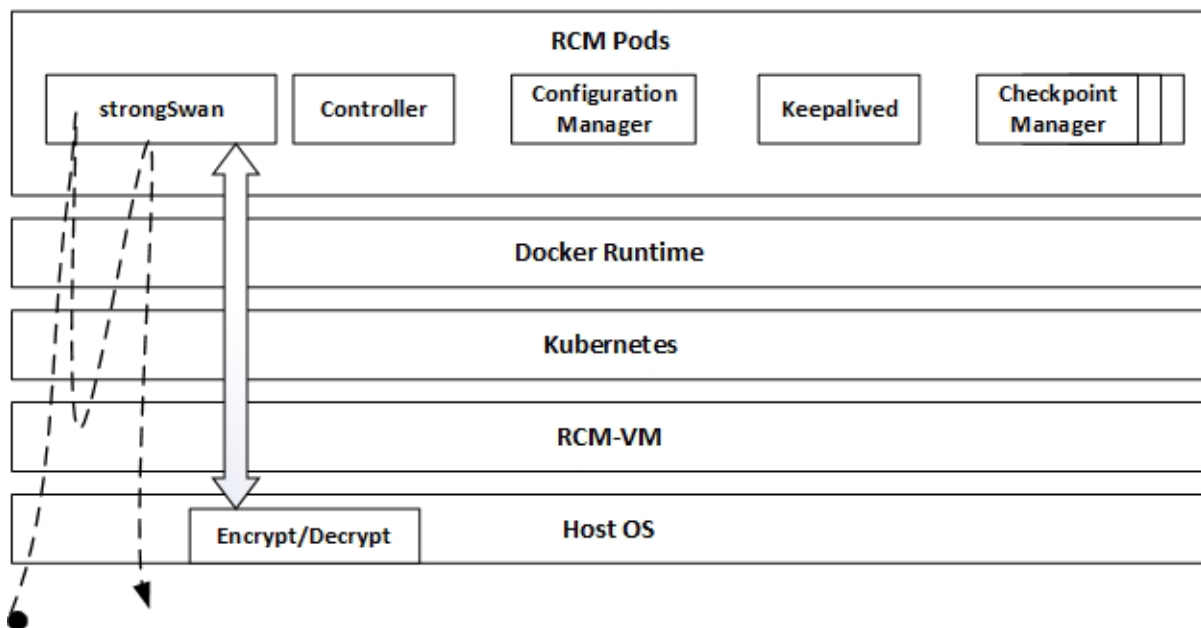 RCM Pods
strongSwan
Controller
Configuration
Manager
Keepalived
Checkpoint
Manager
Docker Runtime
Kubernetes
RCM-VM
Host OS
Encrypt/Decrypt